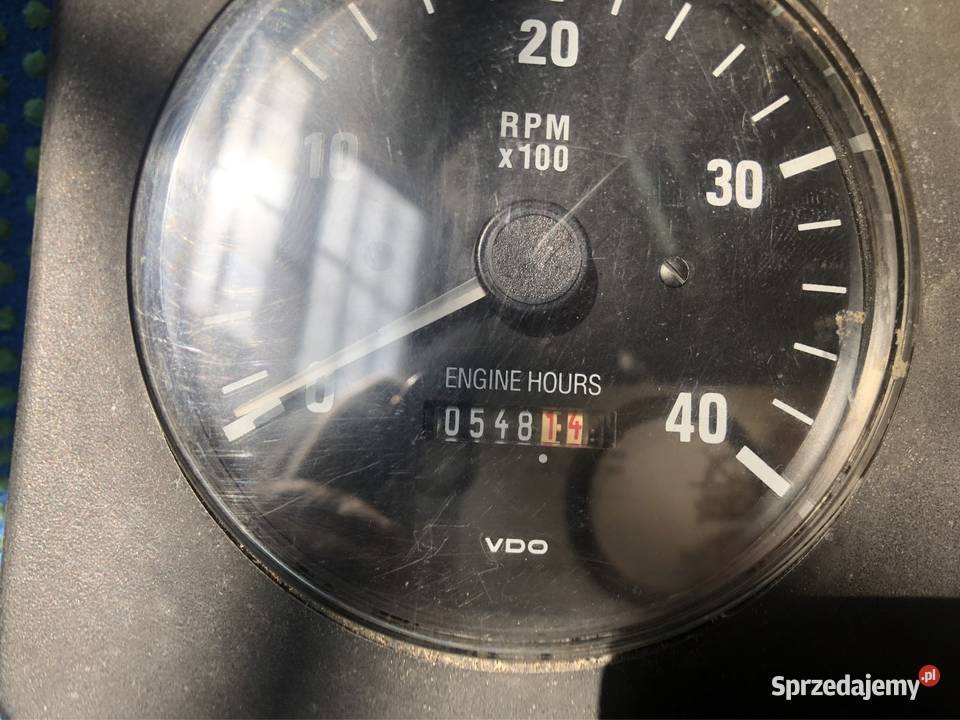 20
RPM
x100
10
30
0
ENGINE HOURS
40
054814
VDO
Sprzedajemy.pl